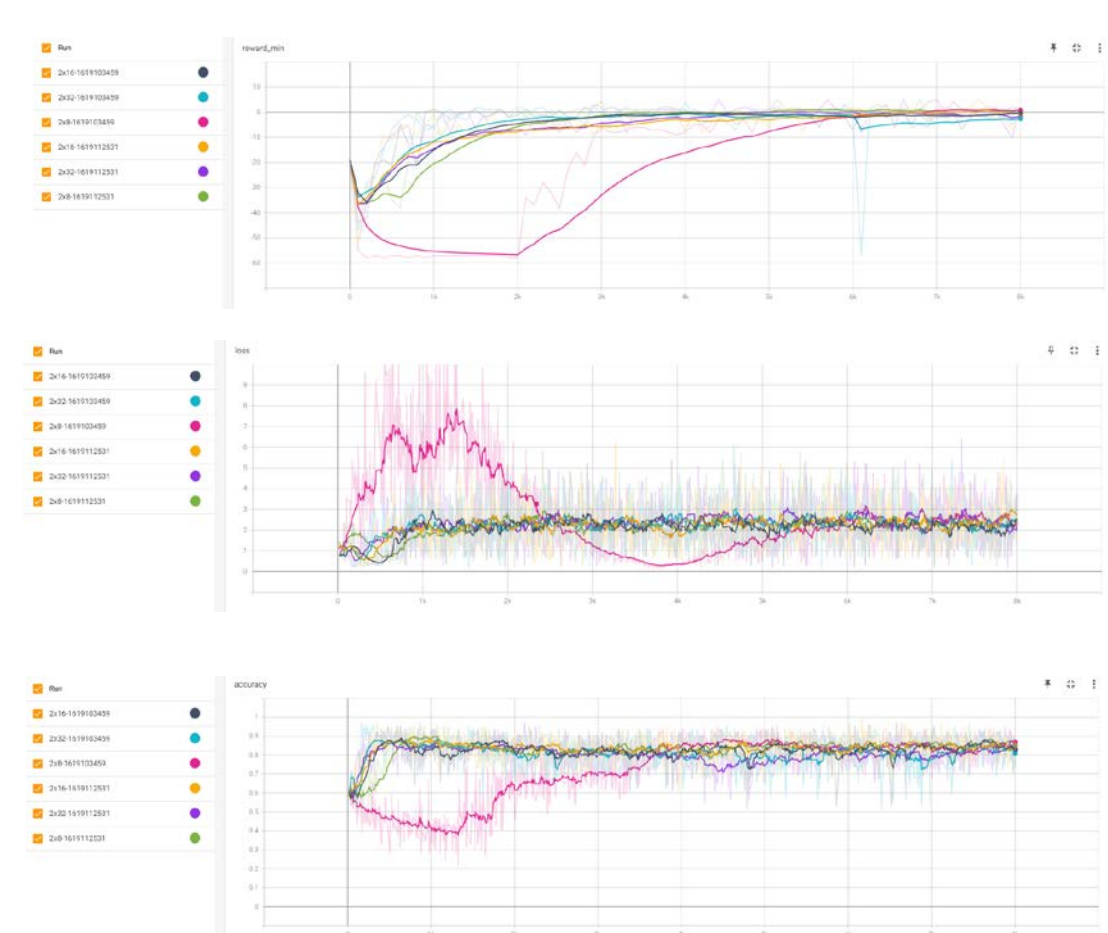 Run
2x16-1619103459
2x32-1619103459
2x8-1619103459
2x16-1619112531
2x32-1619112531
2x8-1619112531
reward_min
10
0
-10
-20
-40
-50
0
1k
2k
3k
4k
5k
6k
7k
8k
Run
2x16-1619103459
2x32-1619103459
2x8-1619103459
2x16-1619112531
2x32-1619112531
2x8-1619112531
loss
9
8
7
6
5
4
3
2
1
0
0
1k
2k
3k
4k
5k
6k
7k
8k
Run
2x16-1619103459
2x32-1619103459
2x8-1619103459
2x16-1619112531
2x32-1619112531
2x8-1619112531
accuracy
1
0.9
0.8
0.7
0.6
0.5
0.4
0.3
0.2
0.1
0